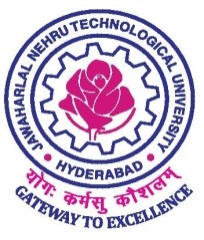 JAWAHARLAL NEHRU TECHNOLOGICAL UNIVERSITY
HYDERABAD
योगः कर्मसु कौशलम्
GATEWAY TO EXCELLENCE